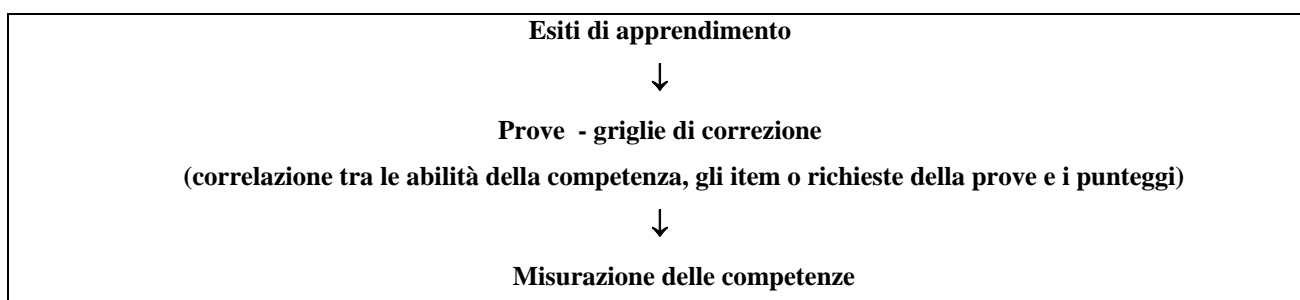 Esiti di apprendimento
↓
Prove - griglie di correzione
(correlazione tra le abilità della competenza, gli item o richieste della prove e i punteggi)
↓
Misurazione delle competenze